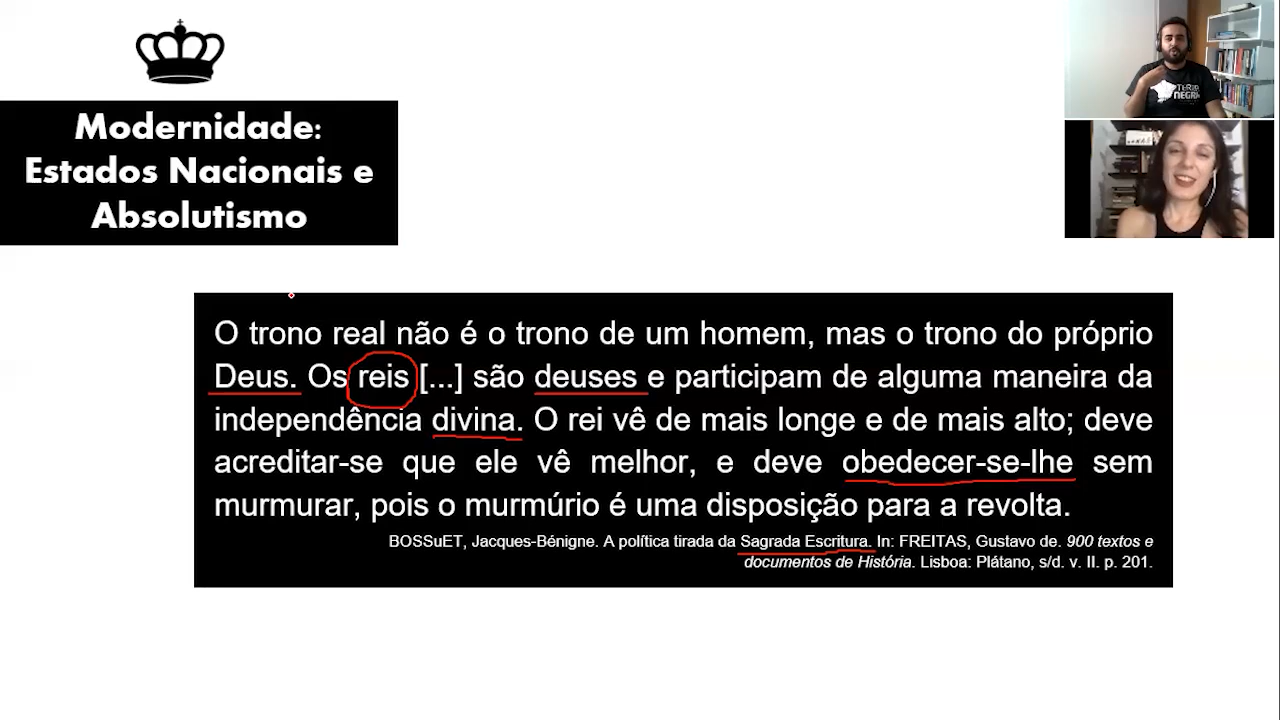 Modernidade:
Estados Nacionais e
Absolutismo
TERRA
NEGRA
O trono real não é o trono de um homem, mas o trono do próprio
Deus. Os reis [...] são deuses e participam de alguma maneira da
independência divina. O rei vê de mais longe e de mais alto; deve
acreditar-se que ele vê melhor, e deve obedecer-se-lhe sem
murmurar, pois o murmúrio é uma disposição para a revolta.
BOSSuET, Jacques-Bénigne. A política tirada da Sagrada Escritura. In: FREITAS, Gustavo de. 900 textos e
documentos de História. Lisboa: Plátano, s/d. v. II. p. 201.